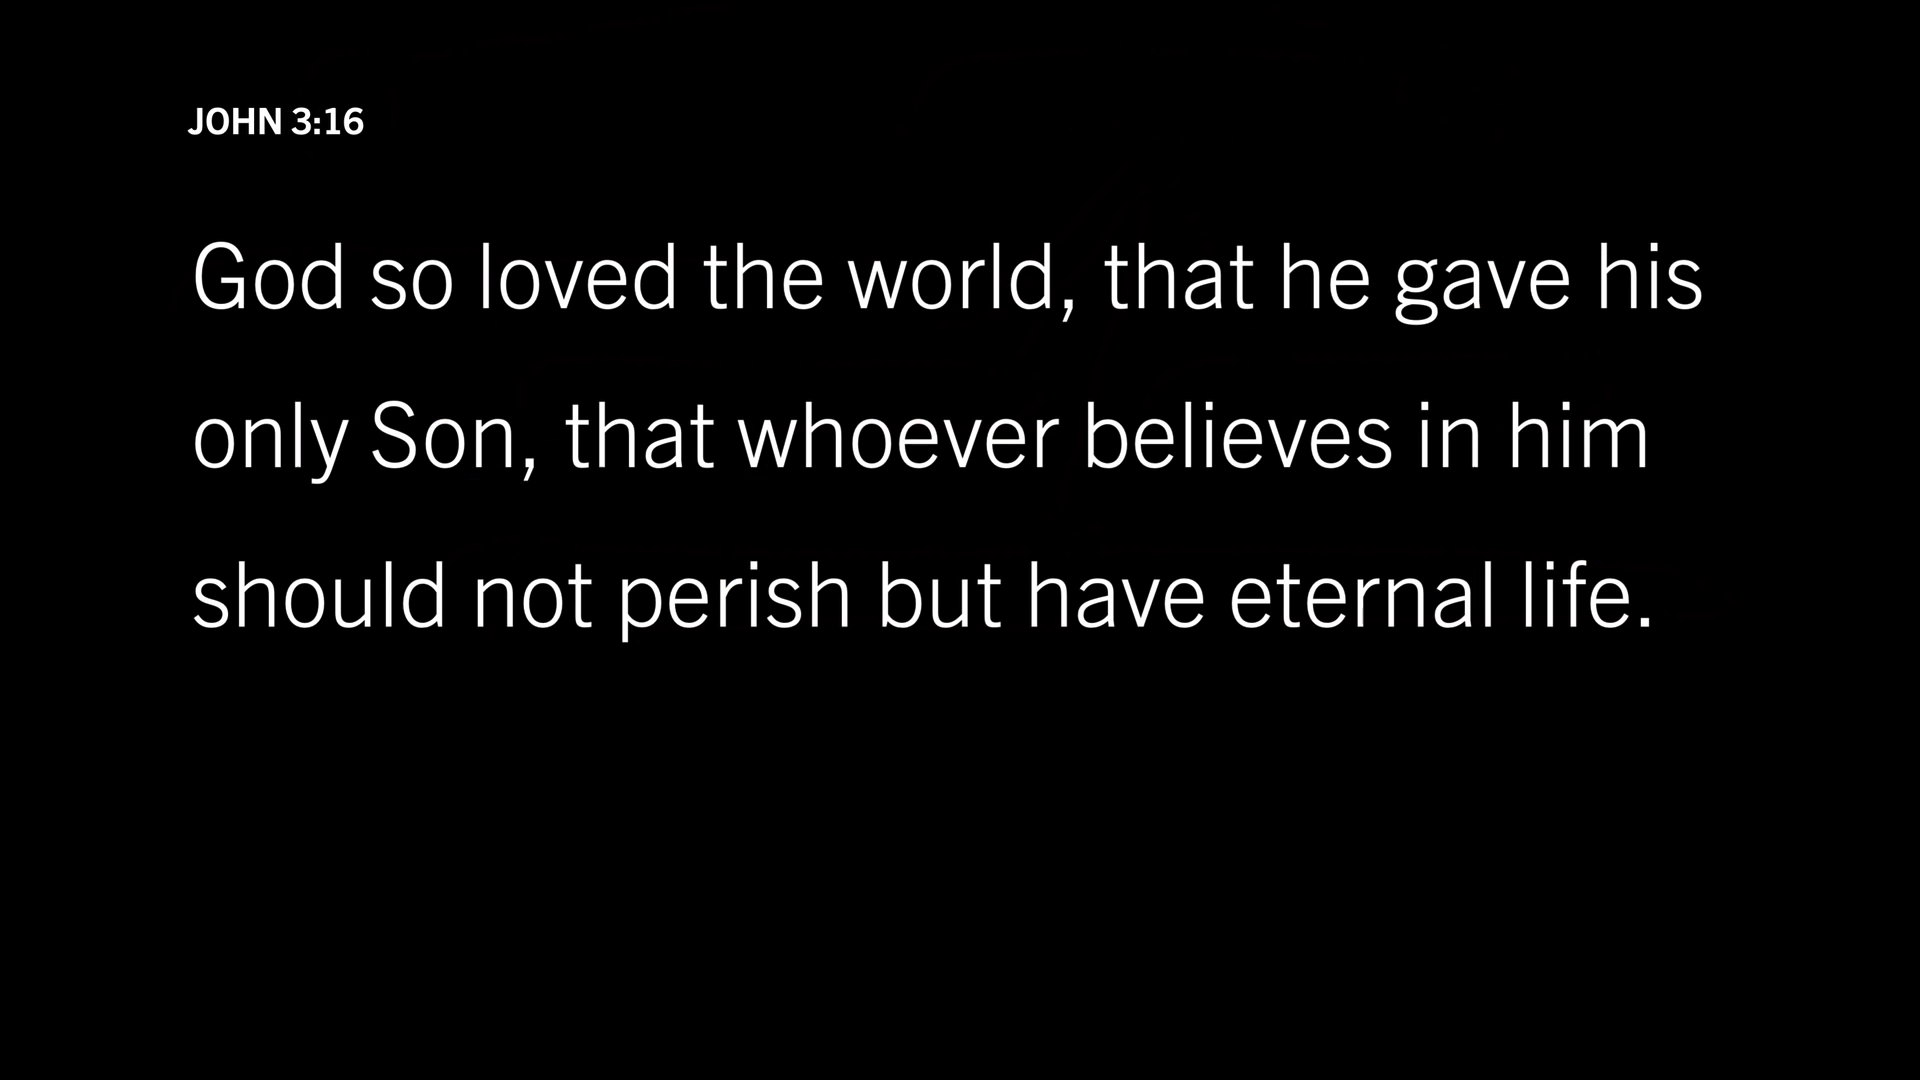 JOHN 3:16
God so loved the world, that he gave his
only Son, that whoever believes in him
should not perish but have eternal life.